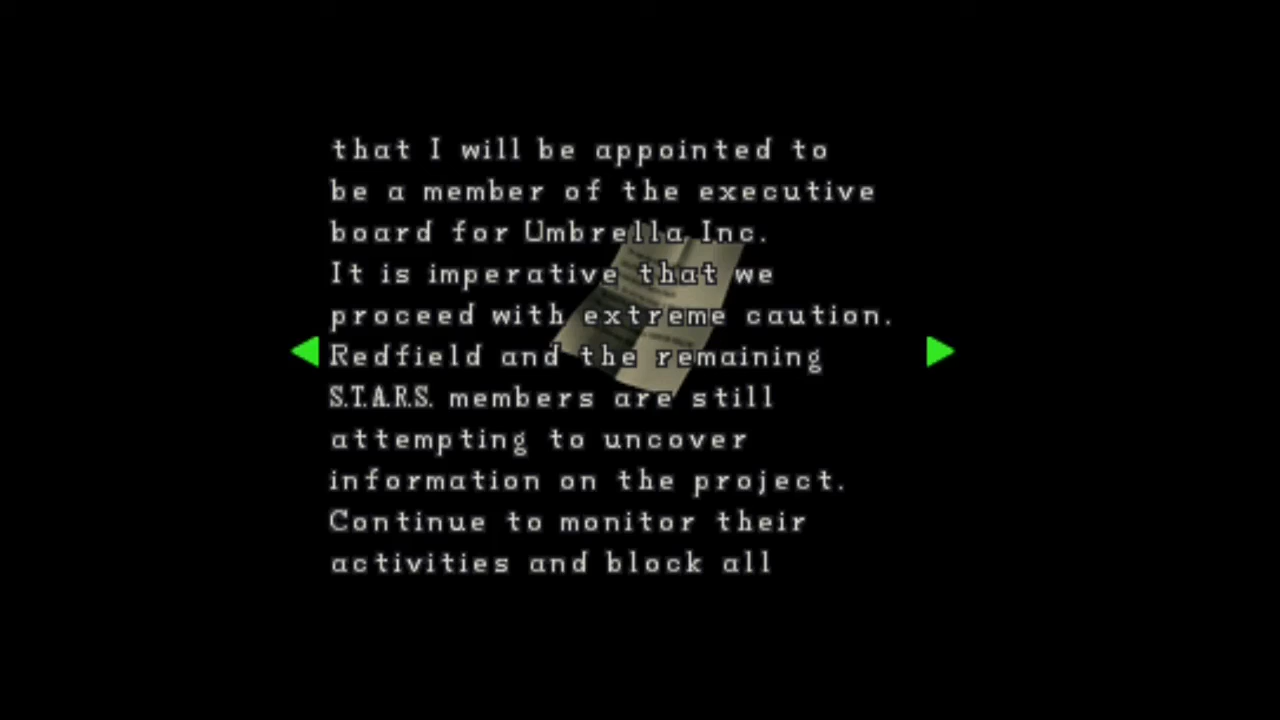 that I will be appointed to
be a member of the executive
board for Umbrella Inc.
It is imperative that we
proceed with extreme caution.
Redfield and the remaining
S.T.A.R.S. members are still
attempting to uncover
information on the project.
Continue to monitor their
activities and block all